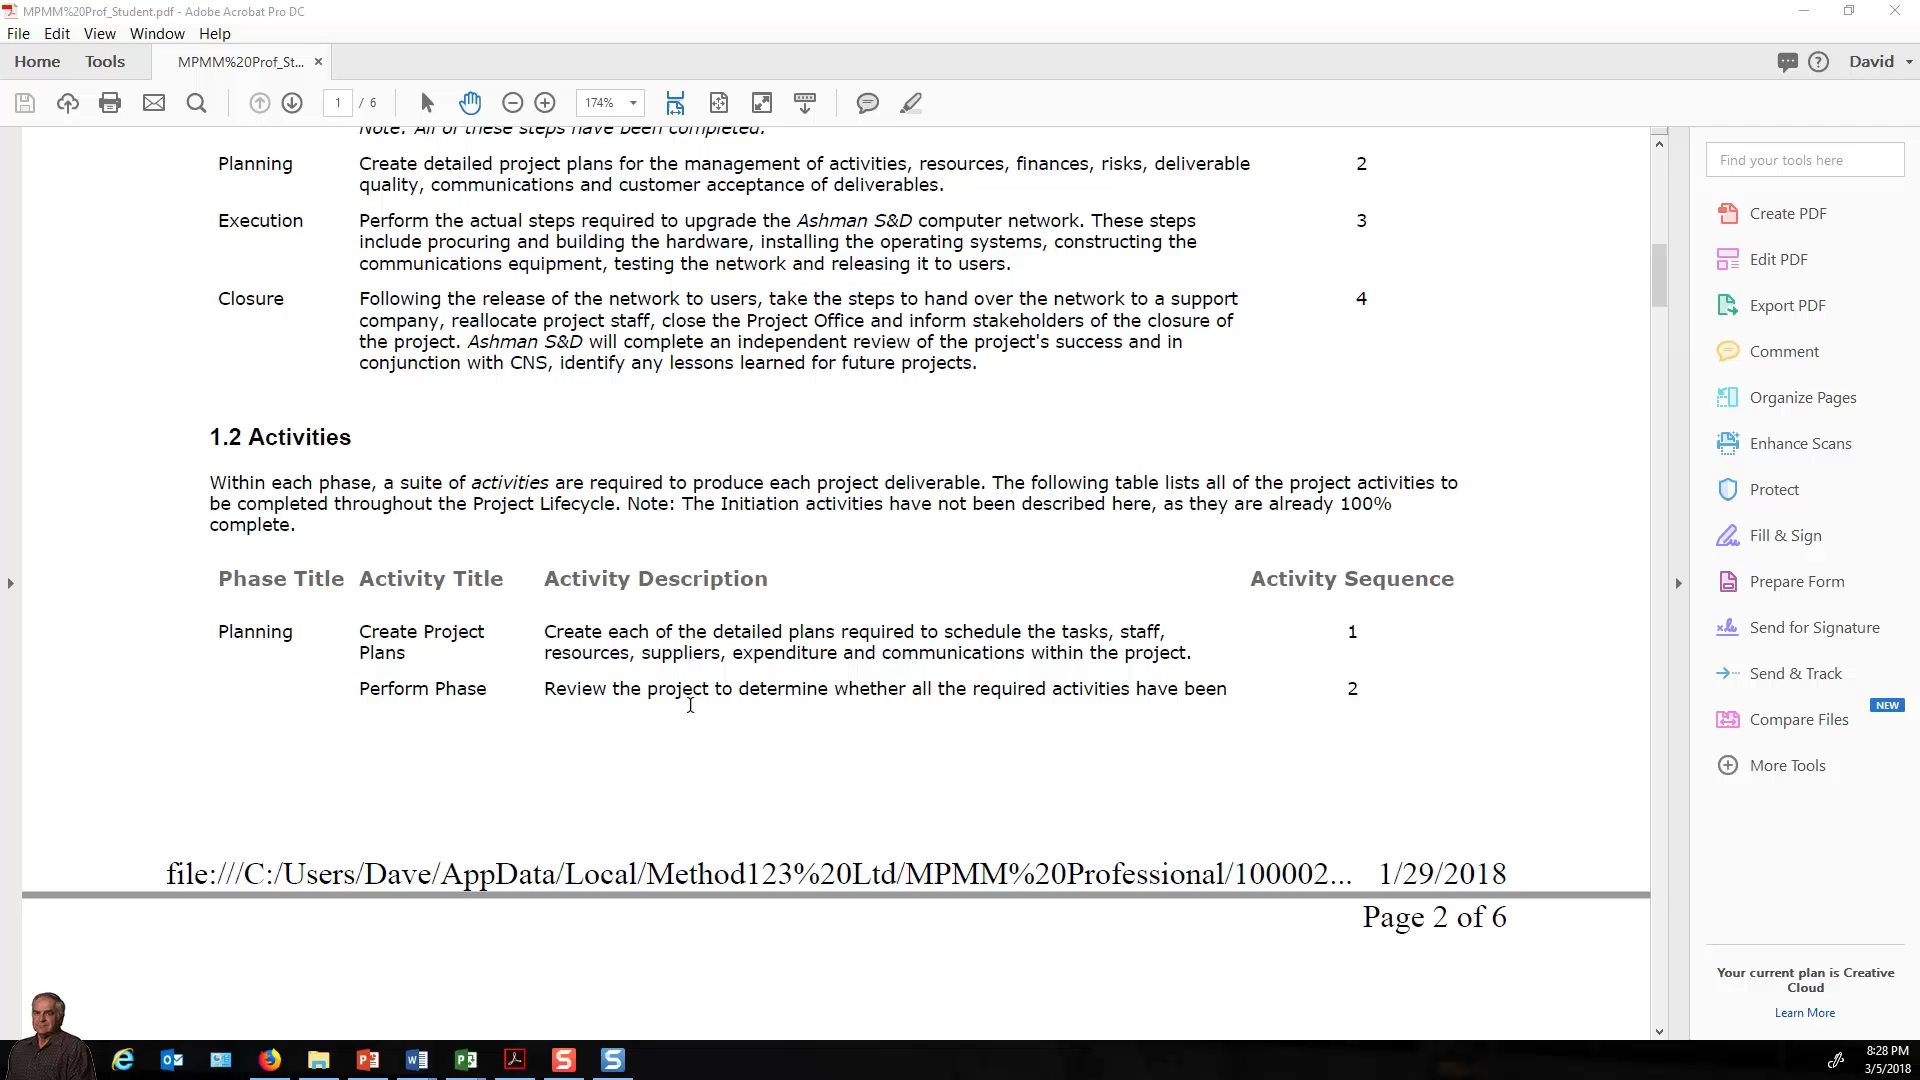 MPMM%20Prof_Student.pdf - Adobe Acrobat Pro DC
File Edit View Window Help
Home Tools MPMM%20Prof_St... × David
1 / 6 174%
Note: All of these steps have been completed.
Planning Create detailed project plans for the management of activities, resources, finances, risks, deliverable 2
quality, communications and customer acceptance of deliverables.
Execution Perform the actual steps required to upgrade the Ashman S&D computer network. These steps 3
include procuring and building the hardware, installing the operating systems, constructing the
communications equipment, testing the network and releasing it to users.
Closure Following the release of the network to users, take the steps to hand over the network to a support 4
company, reallocate project staff, close the Project Office and inform stakeholders of the closure of
the project. Ashman S&D will complete an independent review of the project's success and in
conjunction with CNS, identify any lessons learned for future projects.
1.2 Activities
Within each phase, a suite of activities are required to produce each project deliverable. The following table lists all of the project activities to
be completed throughout the Project Lifecycle. Note: The Initiation activities have not been described here, as they are already 100%
complete.
Phase Title Activity Title Activity Description Activity Sequence
Planning Create Project Create each of the detailed plans required to schedule the tasks, staff, 1
Plans resources, suppliers, expenditure and communications within the project.
Perform Phase Review the project to determine whether all the required activities have been 2
file:///C:/Users/Dave/AppData/Local/Method123%20Ltd/MPMM%20Professional/100002... 1/29/2018
Page 2 of 6
Find your tools here
Create PDF
Edit PDF
Export PDF
Comment
Organize Pages
Enhance Scans
Protect
Fill & Sign
Prepare Form
Send for Signature
Send & Track
NEW
Compare Files
More Tools
Your current plan is Creative
Cloud
Learn More
8:28 PM
3/5/2018